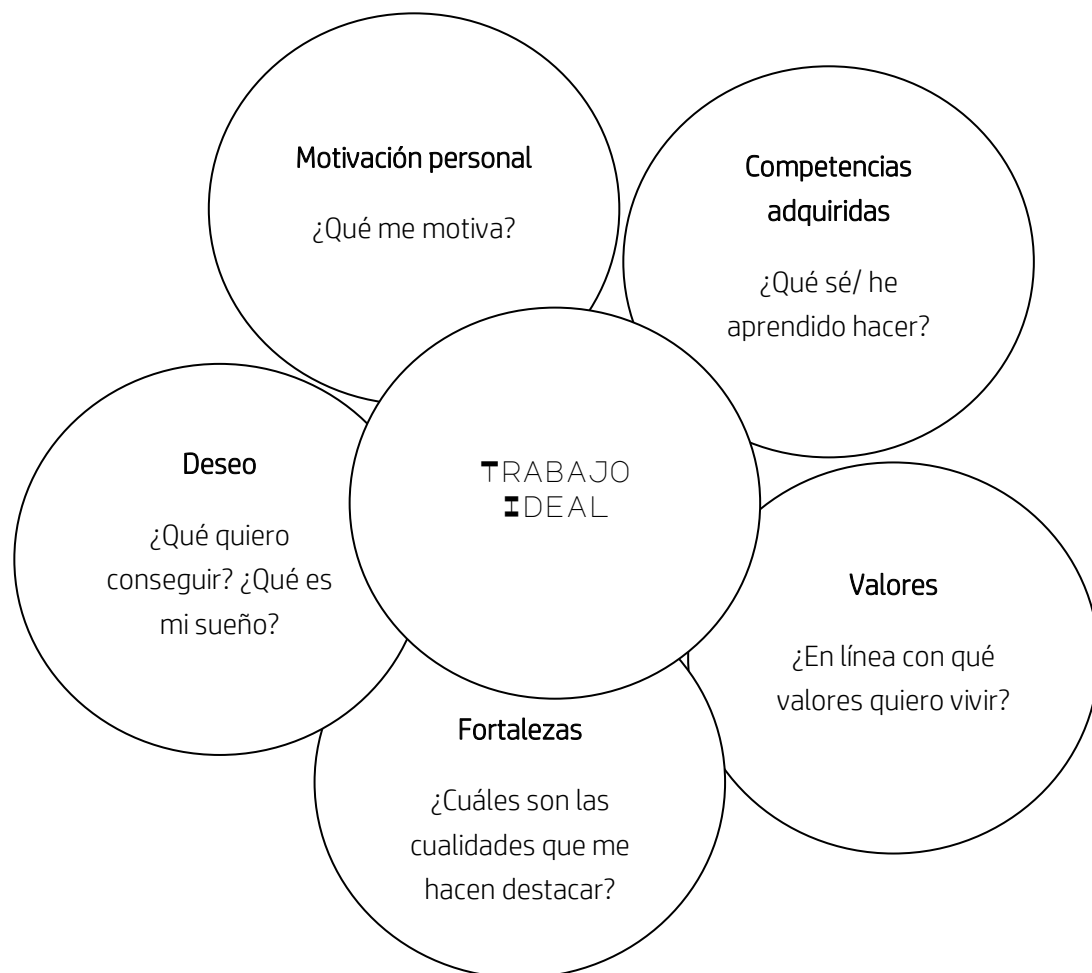 Motivación personal
¿Qué me motiva?
Competencias
adquiridas
¿Qué sé/ he
aprendido hacer?
Deseo
¿Qué quiero
conseguir? ¿Qué es
mi sueño?
TRABAJO
IDEAL
Valores
¿En línea con qué
valores quiero vivir?
Fortalezas
¿Cuáles son las
cualidades que me
hacen destacar?